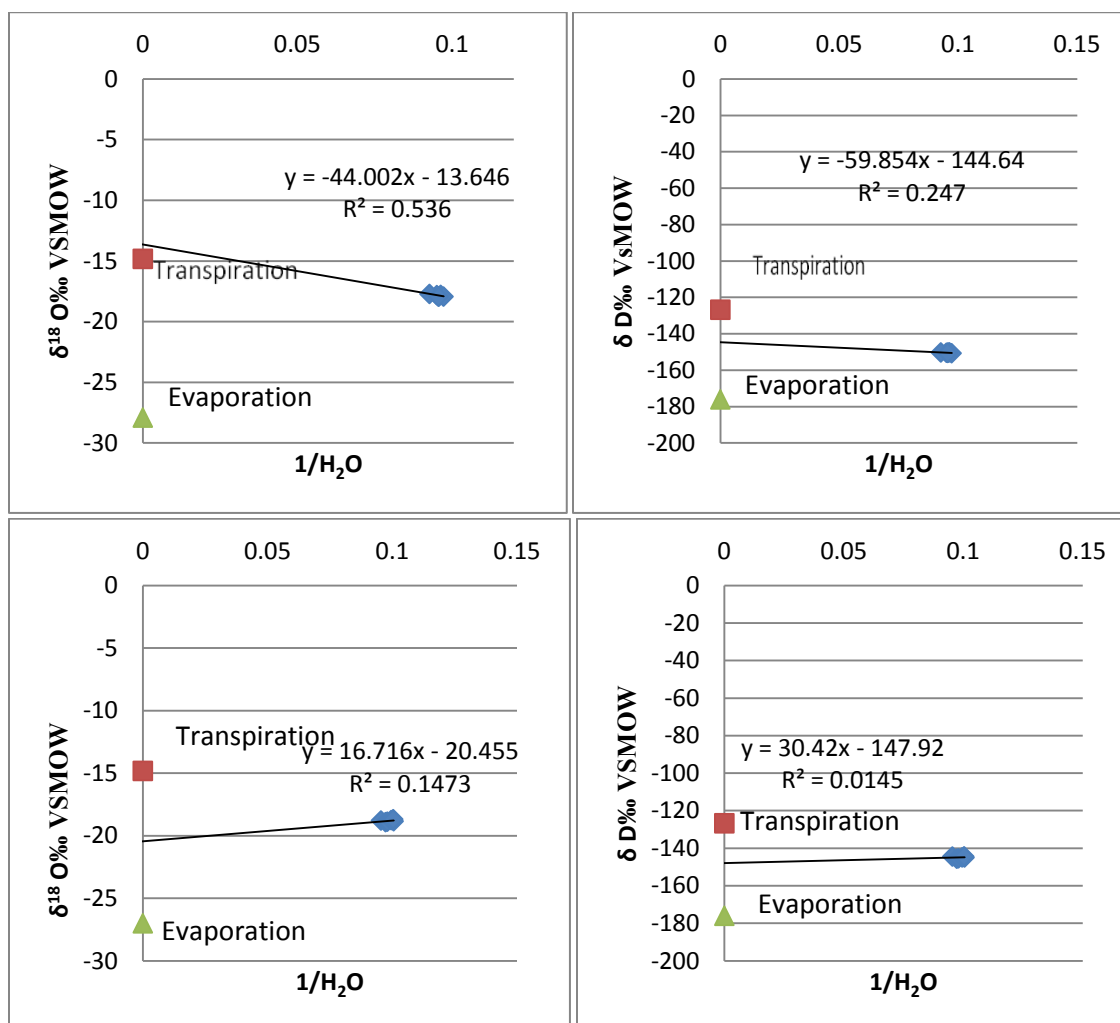 0 0.05 0.1
0
-5
-10
-15
-20
-25
-30
δ¹⁸ O‰ VSMOW
y = -44.002x - 13.646
R² = 0.536
Transpiration
Evaporation
1/H₂O
0 0.05 0.1 0.15
0
-20
-40
-60
-80
-100
-120
-140
-160
-180
-200
δ D‰ VsMOW
y = -59.854x - 144.64
R² = 0.247
Transpiration
Evaporation
1/H₂O
0 0.05 0.1 0.15
0
-5
-10
-15
-20
-25
-30
δ¹⁸ O‰ VSMOW
Transpiration
y = 16.716x - 20.455
R² = 0.1473
Evaporation
1/H₂O
0 0.05 0.1 0.15
0
-20
-40
-60
-80
-100
-120
-140
-160
-180
-200
δ D‰ VSMOW
y = 30.42x - 147.92
R² = 0.0145
Transpiration
Evaporation
1/H₂O